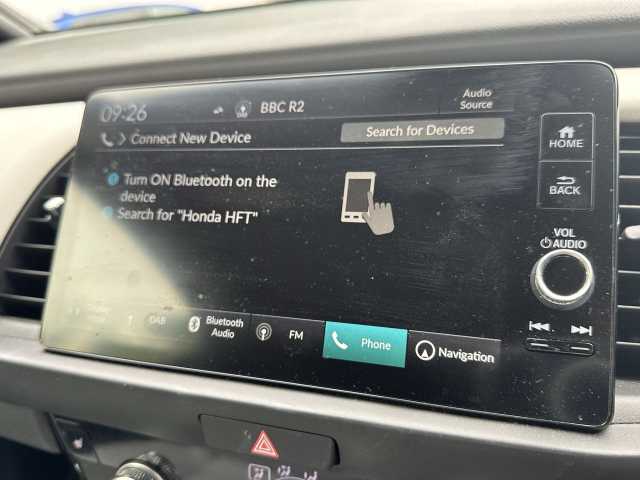 09:26
BBC R2
Audio
Source
> Connect New Device
Search for Devices
HOME
Turn ON Bluetooth on the
device
Search for "Honda HFT"
BACK
VOL
AUDIO
DAB
Bluetooth
Audio
FM
Phone
Navigation